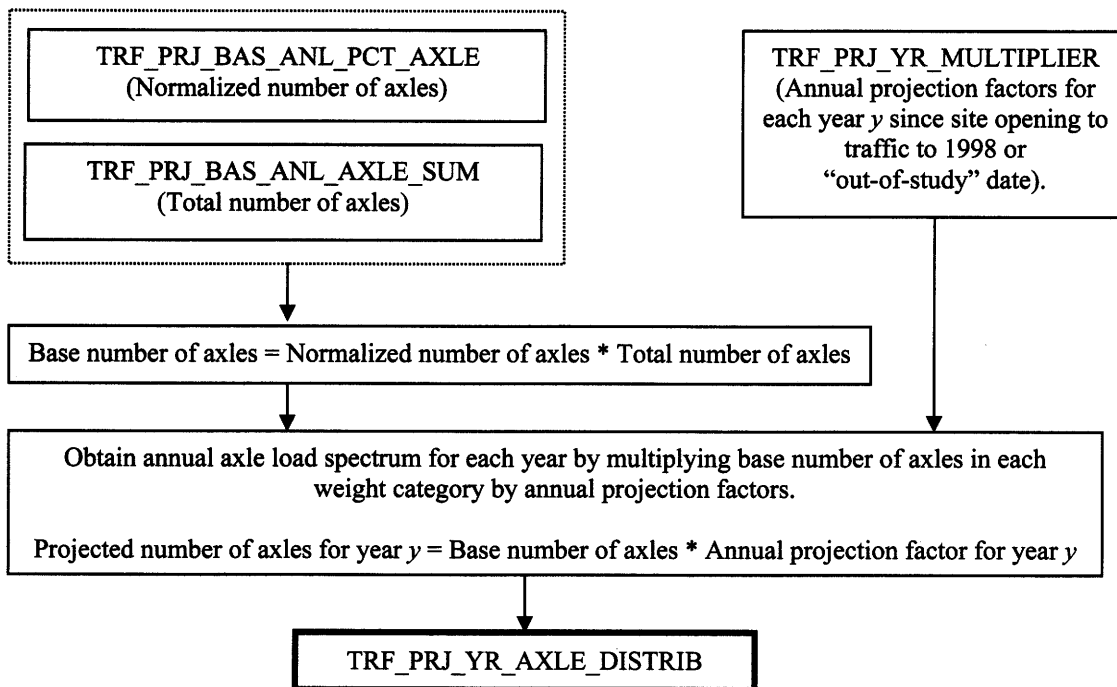 TRF_PRJ_BAS_ANL_PCT_AXLE
(Normalized number of axles)
TRF_PRJ_BAS_ANL_AXLE_SUM
(Total number of axles)
TRF_PRJ_YR_MULTIPLIER
(Annual projection factors for
each year y since site opening to
traffic to 1998 or
“out-of-study” date).
Base number of axles = Normalized number of axles * Total number of axles
Obtain annual axle load spectrum for each year by multiplying base number of axles in each
weight category by annual projection factors.
Projected number of axles for year y = Base number of axles * Annual projection factor for year y
TRF_PRJ_YR_AXLE_DISTRIB